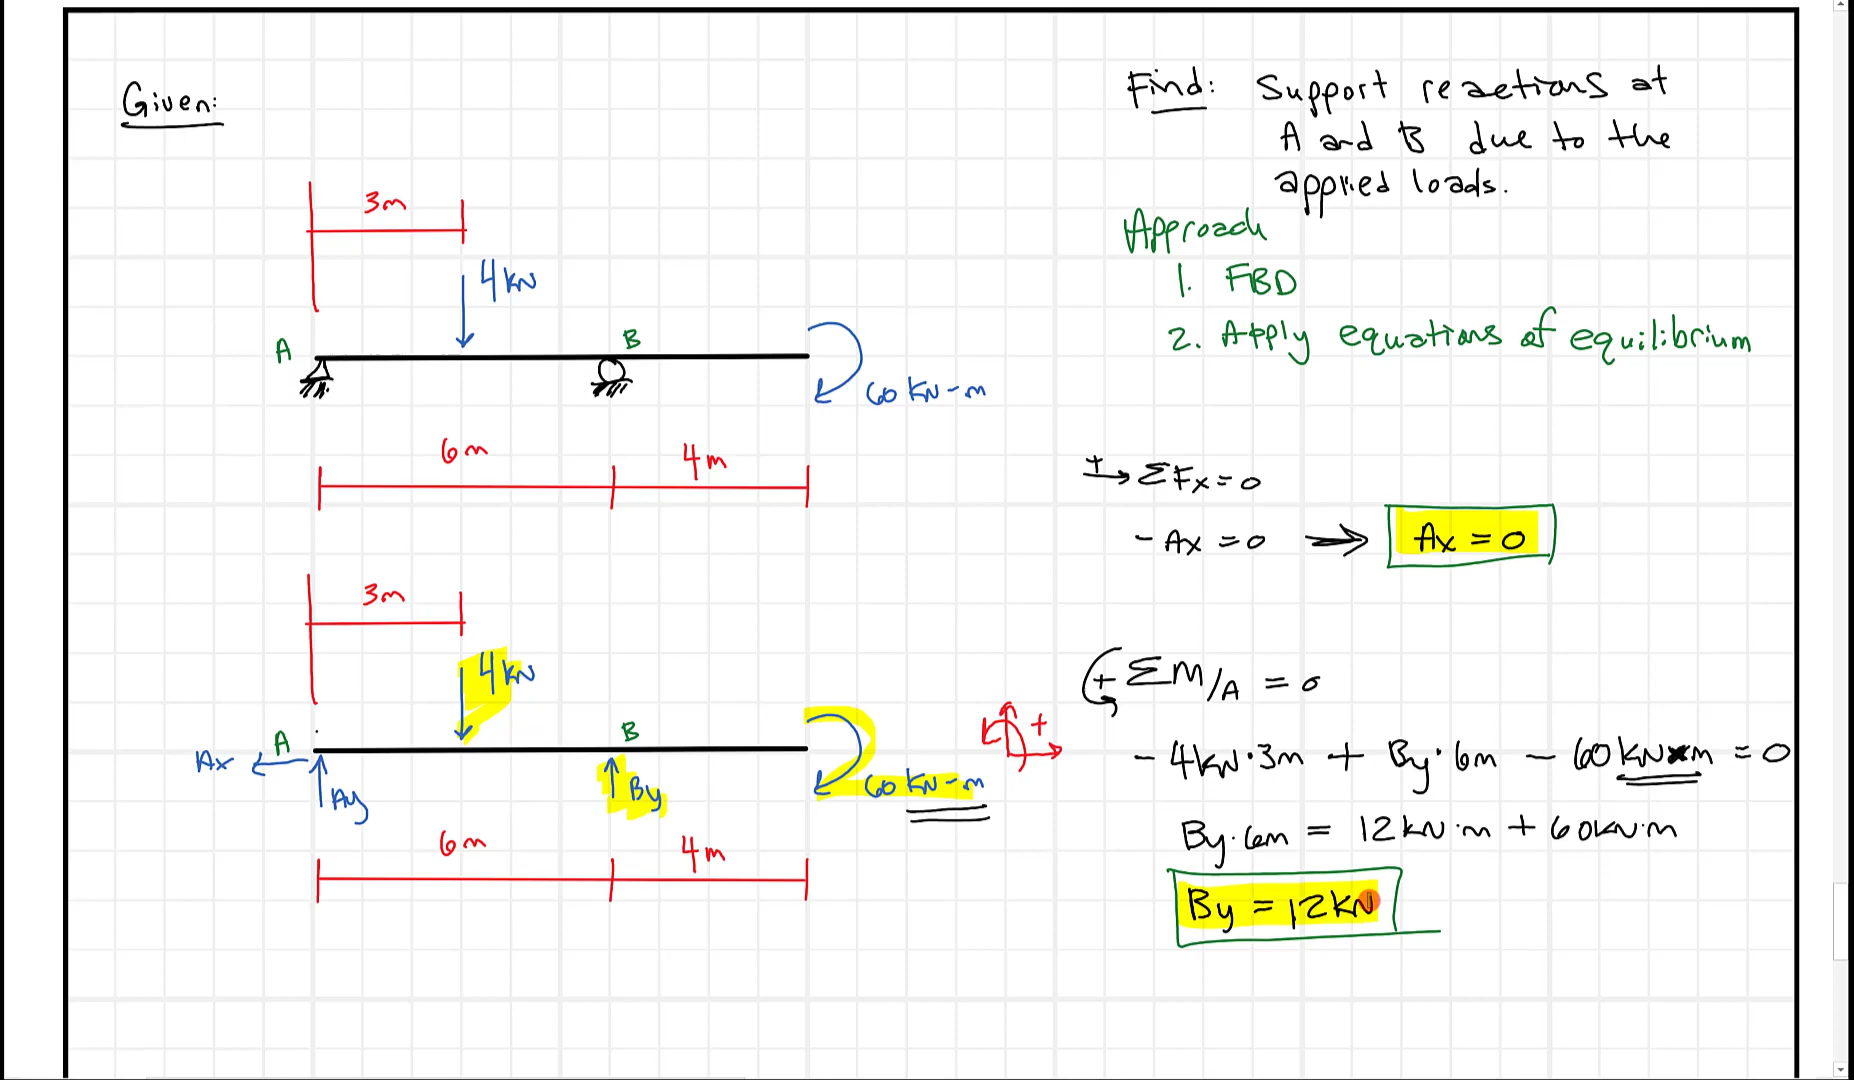 Given:
3m
4kN
A
B
60 kN-m
6m
4m
3m
4kN
A
B
Ax
Ay
By
60 kN-m
+
6m
4m
Find: Support reactions at
A and B due to the
applied loads.
Approach
1. FBD
2. Apply equations of equilibrium
+→ ΣFx = 0
- Ax = 0 ⇒ Ax = 0
+ ΣM/A = 0
- 4kN·3m + By·6m - 60 kN·m = 0
By·6m = 12kN·m + 60kN·m
By = 12kN